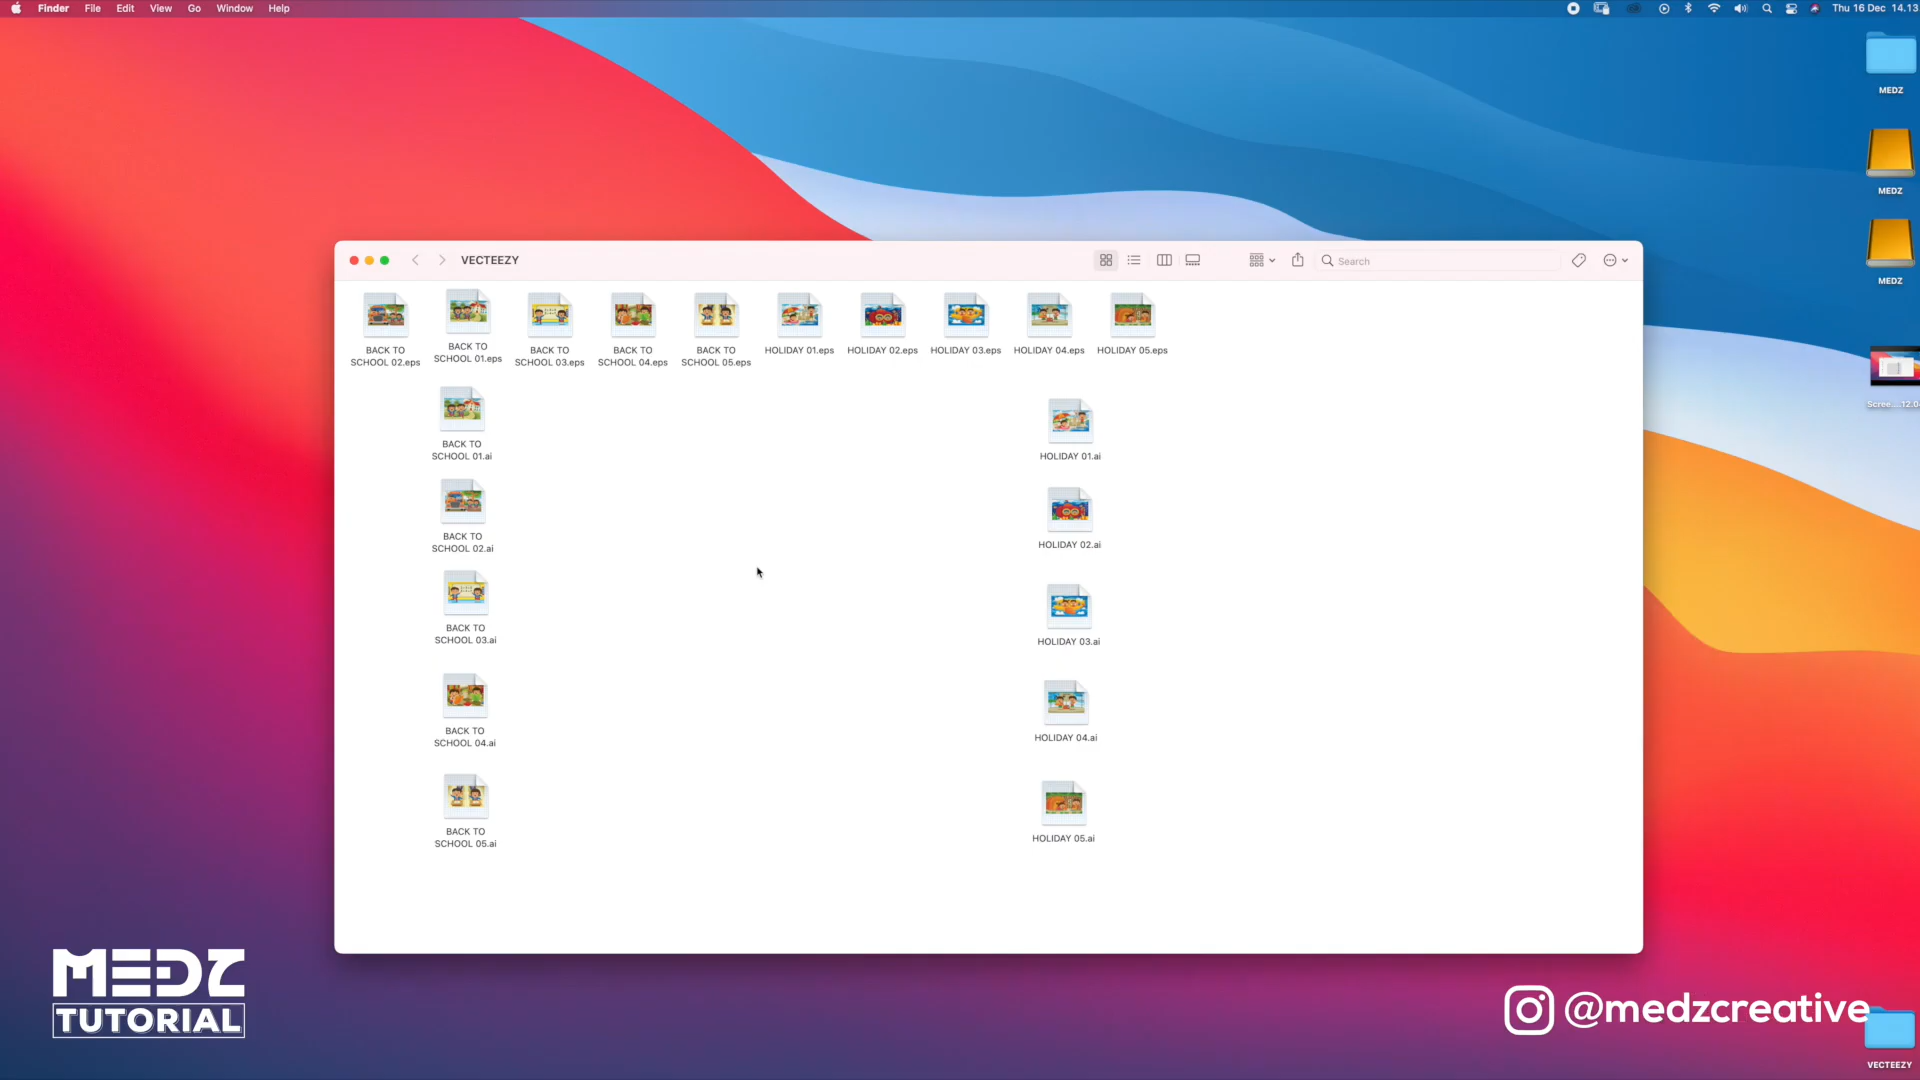 Finder File Edit View Go Window Help
Thu 16 Dec 14.13
MEDZ
MEDZ
MEDZ
Scree....12.0
VECTEEZY
Search
BACK TO
SCHOOL 02.eps
BACK TO
SCHOOL 01.eps
BACK TO
SCHOOL 03.eps
BACK TO
SCHOOL 04.eps
BACK TO
SCHOOL 05.eps
HOLIDAY 01.eps
HOLIDAY 02.eps
HOLIDAY 03.eps
HOLIDAY 04.eps
HOLIDAY 05.eps
BACK TO
SCHOOL 01.ai
HOLIDAY 01.ai
BACK TO
SCHOOL 02.ai
HOLIDAY 02.ai
BACK TO
SCHOOL 03.ai
HOLIDAY 03.ai
BACK TO
SCHOOL 04.ai
HOLIDAY 04.ai
BACK TO
SCHOOL 05.ai
HOLIDAY 05.ai
MEDZ
TUTORIAL
@medzcreative
VECTEEZY